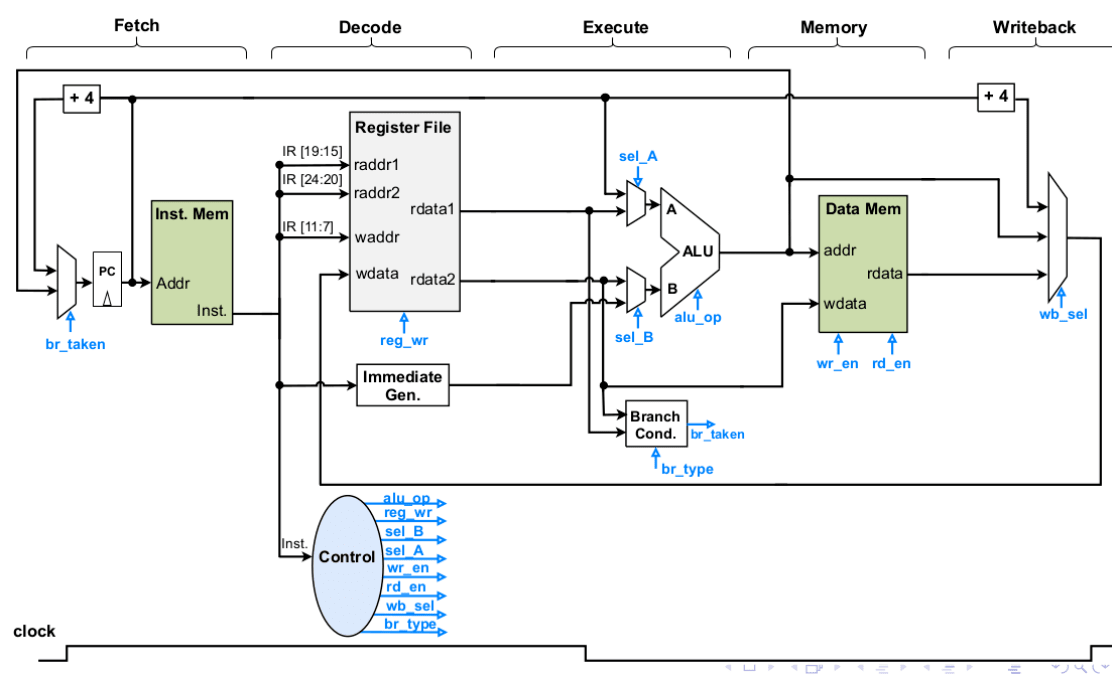 Fetch
Decode
Execute
Memory
Writeback
+ 4
+ 4
Register File
IR [19:15]
raddr1
IR [24:20]
raddr2
rdata1
IR [11:7]
waddr
wdata
rdata2
reg_wr
Inst. Mem
Addr
Inst.
PC
br_taken
sel_A
A
ALU
B
alu_op
sel_B
Data Mem
addr
rdata
wdata
wr_en
rd_en
wb_sel
Immediate
Gen.
Branch
Cond.
br_taken
br_type
Inst.
Control
alu_op
reg_wr
sel_B
sel_A
wr_en
rd_en
wb_sel
br_type
clock